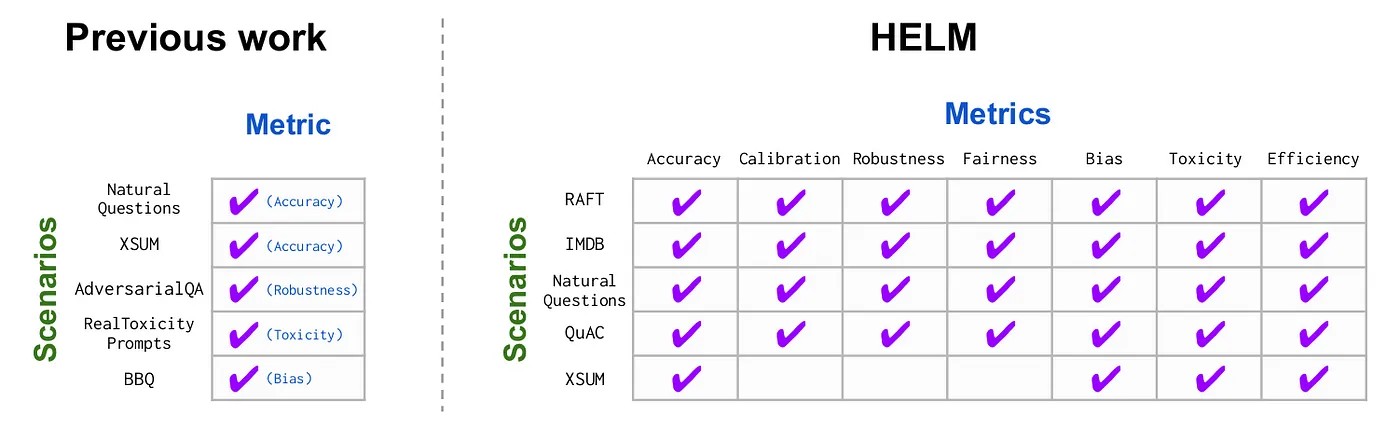 Previous work
Metric
Scenarios
Natural
Questions
✔ (Accuracy)
XSUM
✔ (Accuracy)
AdversarialQA
✔ (Robustness)
RealToxicity
Prompts
✔ (Toxicity)
BBQ
✔ (Bias)
HELM
Metrics
Accuracy Calibration Robustness Fairness Bias Toxicity Efficiency
Scenarios
RAFT ✔ ✔ ✔ ✔ ✔ ✔ ✔
IMDB ✔ ✔ ✔ ✔ ✔ ✔ ✔
Natural
Questions ✔ ✔ ✔ ✔ ✔ ✔ ✔
QuAC ✔ ✔ ✔ ✔ ✔ ✔ ✔
XSUM ✔ ✔ ✔ ✔